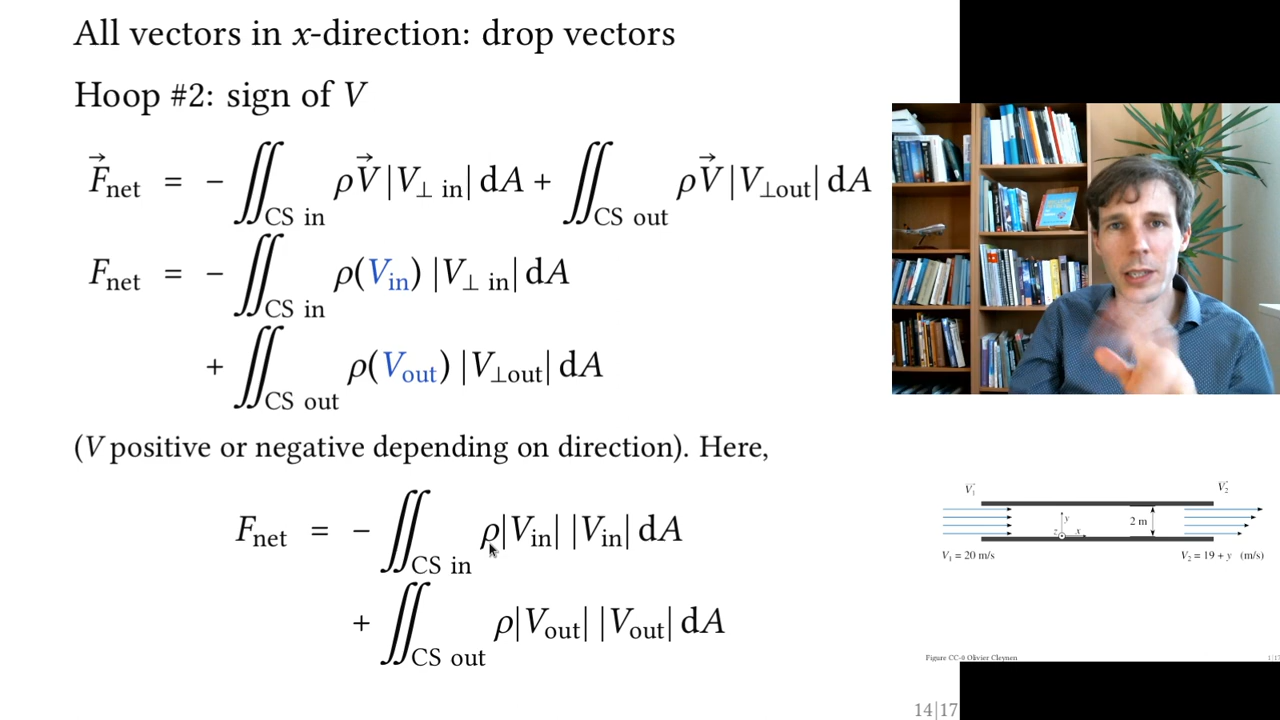 All vectors in x-direction: drop vectors
Hoop #2: sign of V
F⃗net = − ∬CS in ρV⃗ |V⊥ in| dA + ∬CS out ρV⃗ |V⊥out| dA
Fnet = − ∬CS in ρ(Vin) |V⊥ in| dA
+ ∬CS out ρ(Vout) |V⊥out| dA
(V positive or negative depending on direction). Here,
Fnet = − ∬CS in ρ|Vin| |Vin| dA
+ ∬CS out ρ|Vout| |Vout| dA
V⃗1
V⃗2
y
2 m
z x
V1 = 20 m/s
V2 = 19 + y (m/s)
Figure CC-0 Olivier Cleynen
14|17